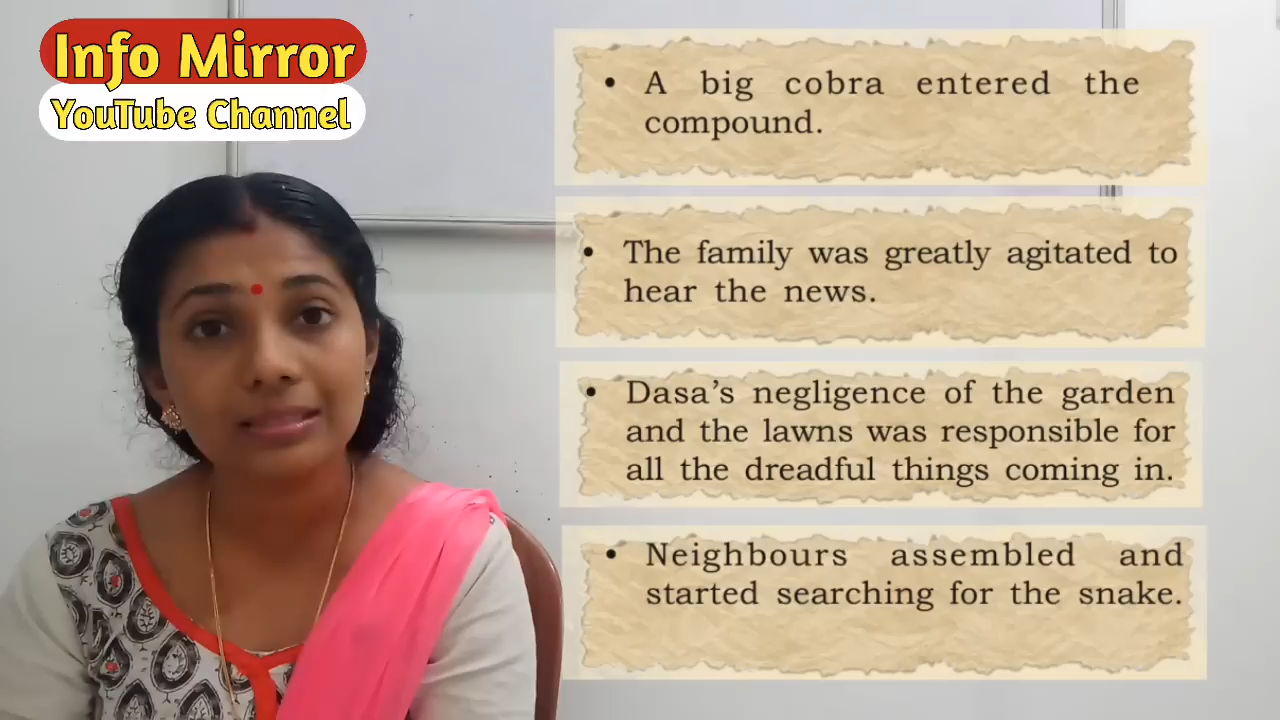 Info Mirror
YouTube Channel
• A big cobra entered the
compound.
• The family was greatly agitated to
hear the news.
• Dasa’s negligence of the garden
and the lawns was responsible for
all the dreadful things coming in.
• Neighbours assembled and
started searching for the snake.